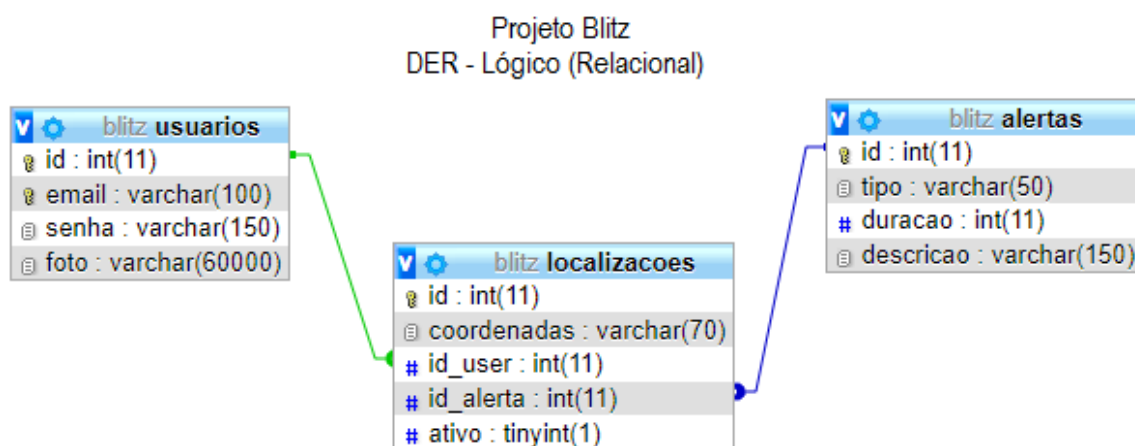 Projeto Blitz
DER - Lógico (Relacional)
v blitz usuarios
id : int(11)
email : varchar(100)
senha : varchar(150)
foto : varchar(60000)
v blitz localizacoes
id : int(11)
coordenadas : varchar(70)
# id_user : int(11)
# id_alerta : int(11)
# ativo : tinyint(1)
v blitz alertas
id : int(11)
tipo : varchar(50)
# duracao : int(11)
descricao : varchar(150)